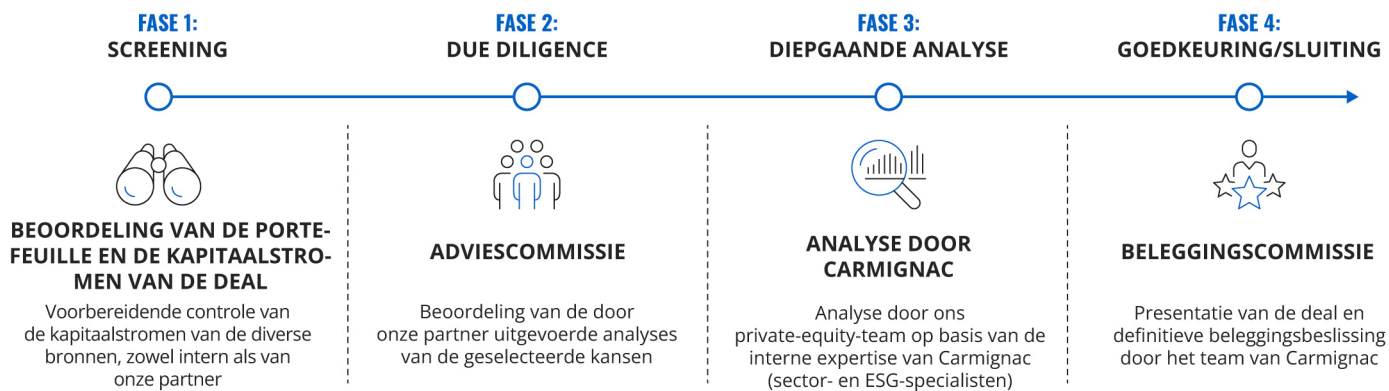 FASE 1:
SCREENING
BEOORDELING VAN DE PORTE-
FEUILLE EN DE KAPITAALSTRO-
MEN VAN DE DEAL
Voorbereidende controle van
de kapitaalstromen van de diverse
bronnen, zowel intern als van
onze partner
FASE 2:
DUE DILIGENCE
ADVIESCOMMISSIE
Beoordeling van de door
onze partner uitgevoerde analyses
van de geselecteerde kansen
FASE 3:
DIEPGAANDE ANALYSE
ANALYSE DOOR
CARMIGNAC
Analyse door ons
private-equity-team op basis van de
interne expertise van Carmignac
(sector- en ESG-specialisten)
FASE 4:
GOEDKEURING/SLUITING
BELEGGINGSCOMMISSIE
Presentatie van de deal en
definitieve beleggingsbeslissing
door het team van Carmignac